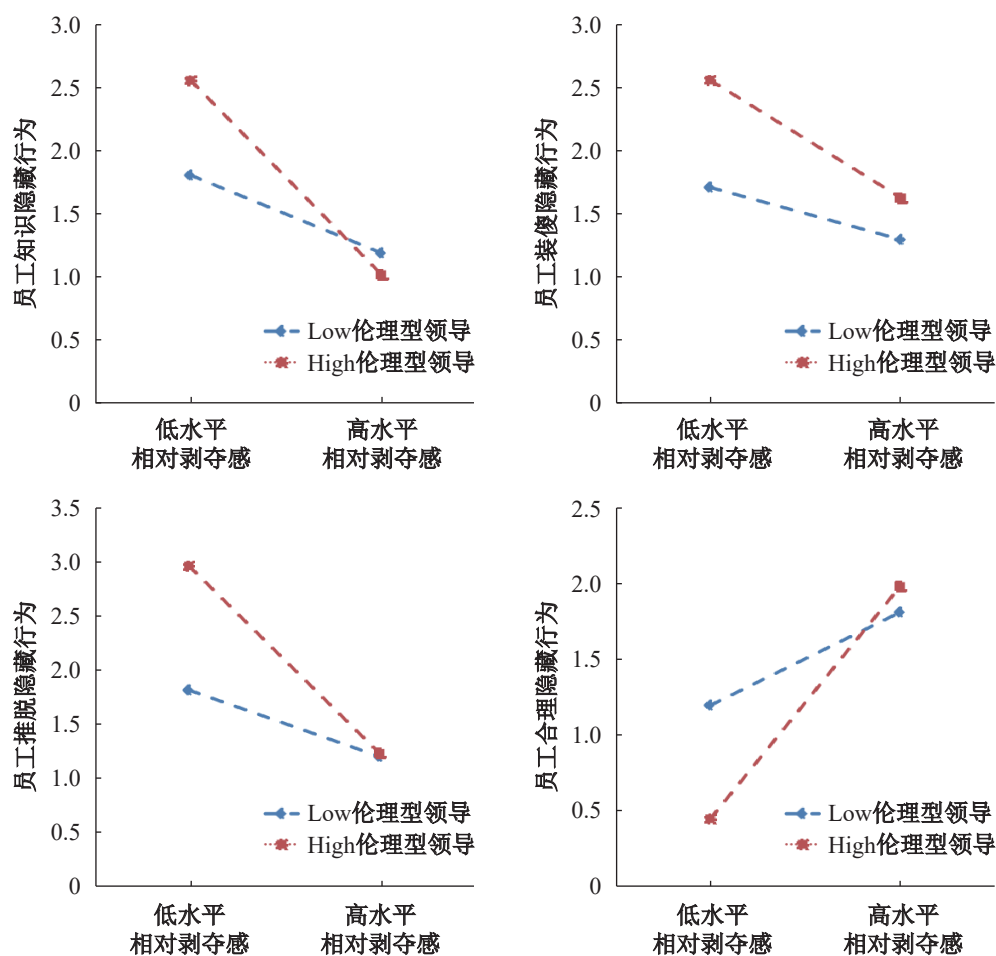 3.0
2.5
2.0
1.5
1.0
0.5
0
员工知识隐藏行为
Low伦理型领导
High伦理型领导
低水平
相对剥夺感
高水平
相对剥夺感
3.0
2.5
2.0
1.5
1.0
0.5
0
员工装傻隐藏行为
Low伦理型领导
High伦理型领导
低水平
相对剥夺感
高水平
相对剥夺感
3.5
3.0
2.5
2.0
1.5
1.0
0.5
0
员工推脱隐藏行为
Low伦理型领导
High伦理型领导
低水平
相对剥夺感
高水平
相对剥夺感
2.5
2.0
1.5
1.0
0.5
0
员工合理隐藏行为
Low伦理型领导
High伦理型领导
低水平
相对剥夺感
高水平
相对剥夺感